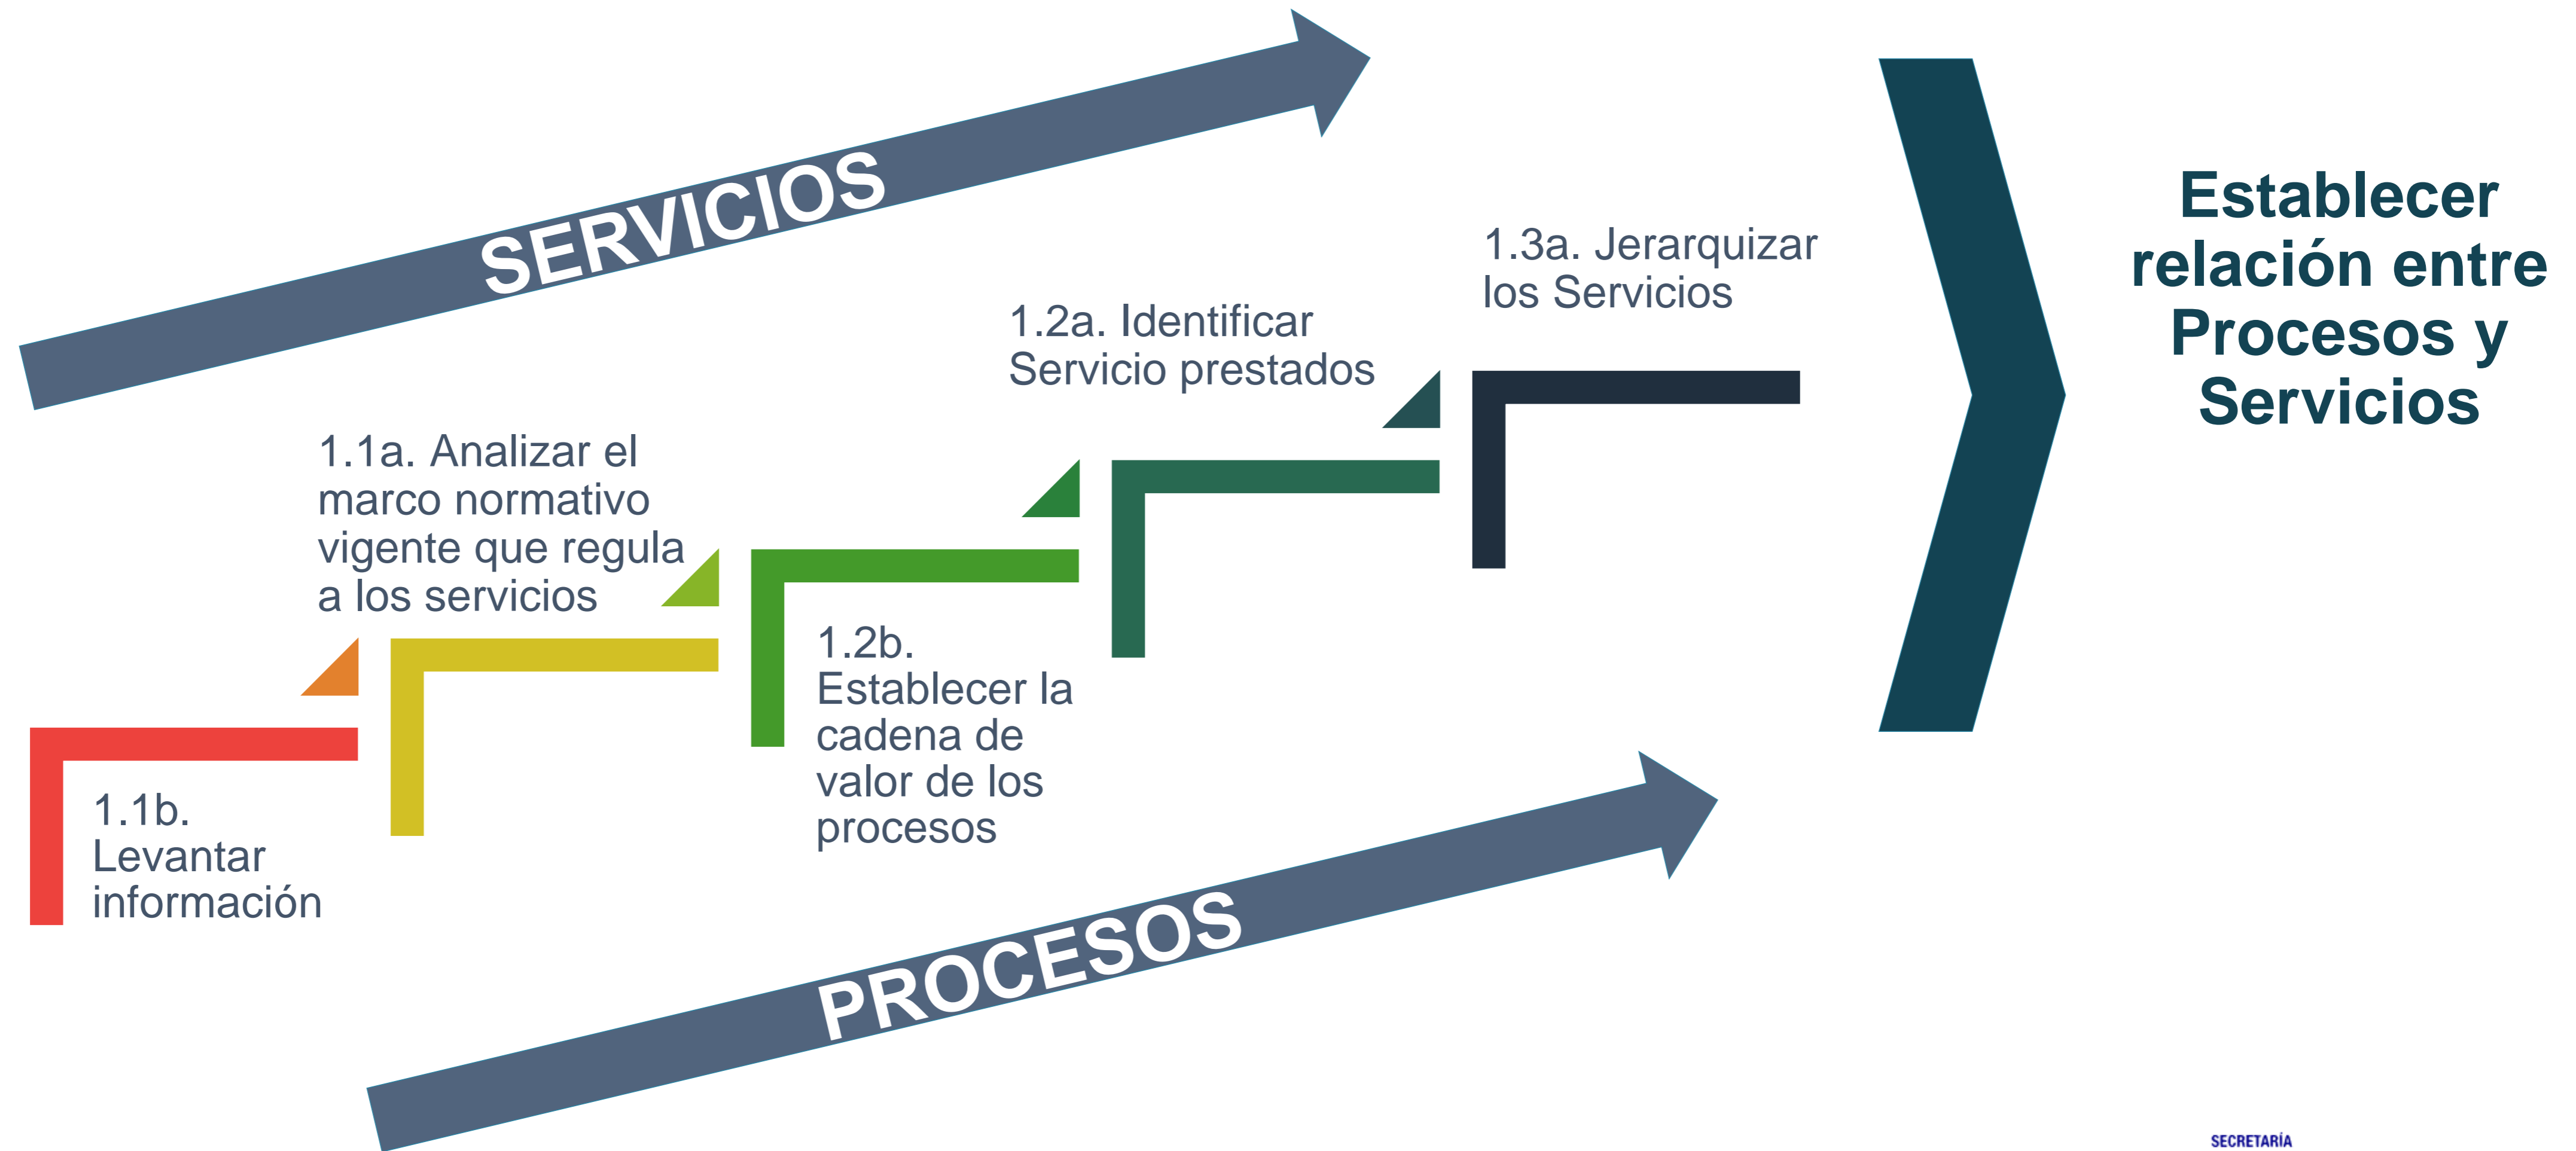 SERVICIOS
1.1a. Analizar el
marco normativo
vigente que regula
a los servicios
1.2a. Identificar
Servicio prestados
1.3a. Jerarquizar
los Servicios
1.1b.
Levantar
información
1.2b.
Establecer la
cadena de
valor de los
procesos
PROCESOS
Establecer
relación entre
Procesos y
Servicios
SECRETARÍA